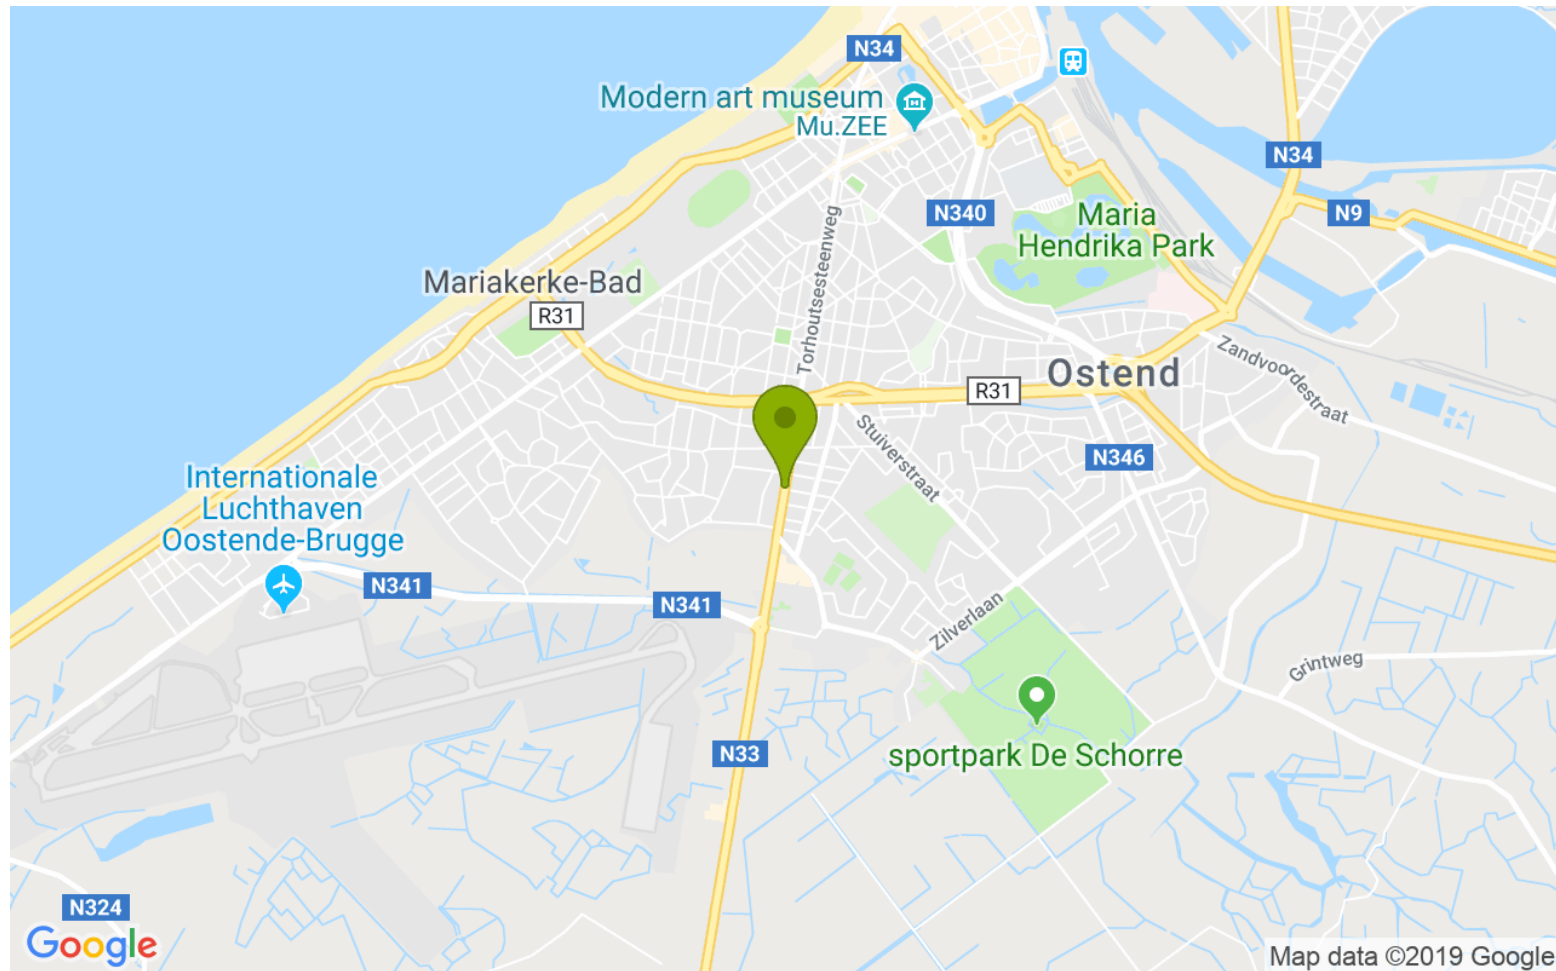 N34
Modern art museum
Mu.ZEE
N34
N340
Maria
Hendrika Park
N9
Torhoutsesteenweg
Mariakerke-Bad
R31
Ostend
Zandvoordestraat
R31
Stuiverstraat
N346
Internationale
Luchthaven
Oostende-Brugge
N341
N341
Zilverlaan
Grintweg
N33
sportpark De Schorre
N324
Google
Map data ©2019 Google